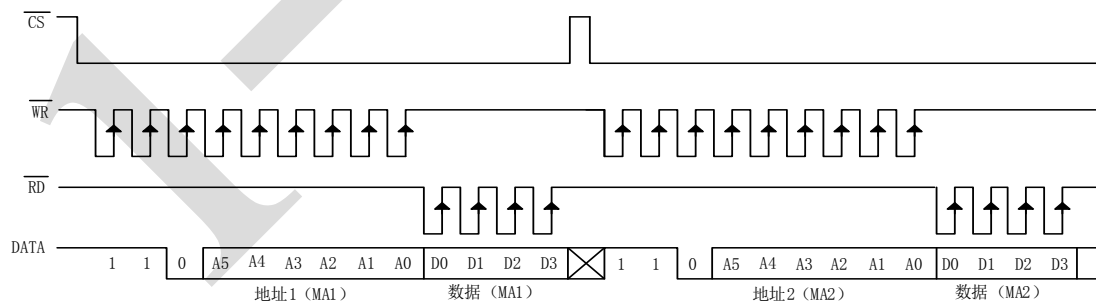 CS
WR
RD
DATA 1 1 0 A5 A4 A3 A2 A1 A0 D0 D1 D2 D3 1 1 0 A5 A4 A3 A2 A1 A0 D0 D1 D2 D3
地址1（MA1） 数据（MA1） 地址2（MA2） 数据（MA2）